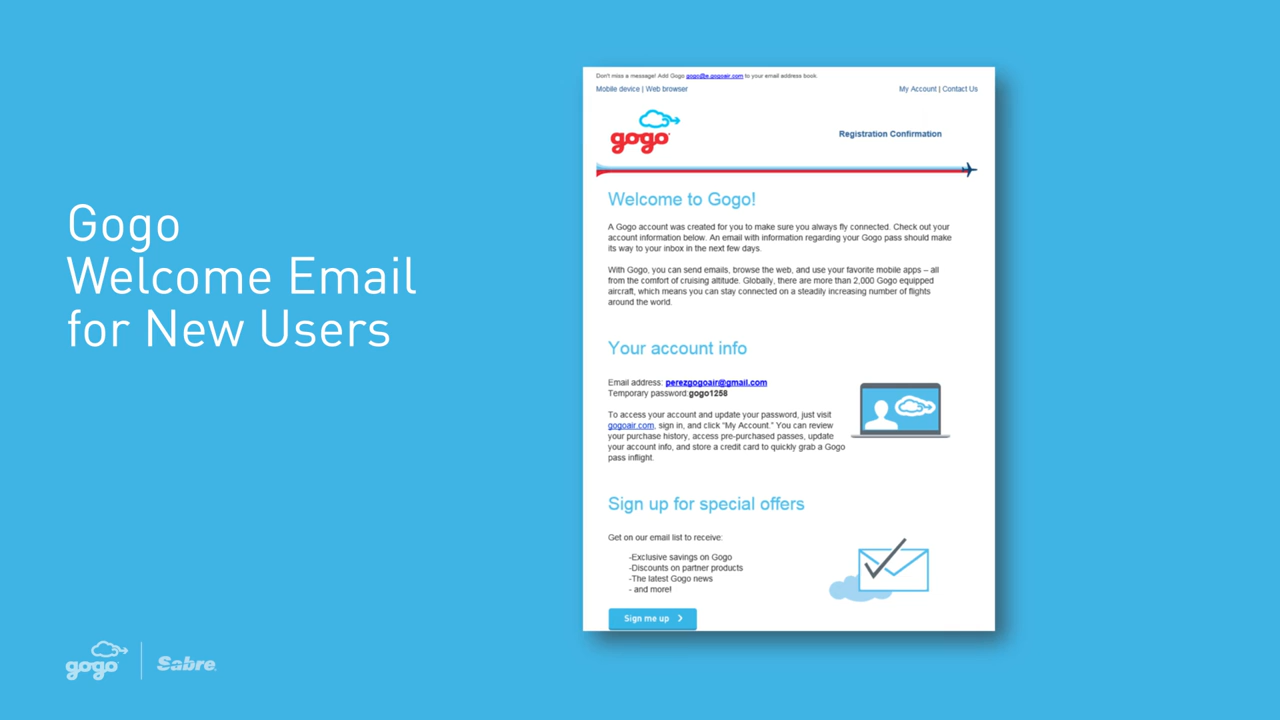 Gogo
Welcome Email
for New Users
Don't miss a message! Add Gogo gogo@e.gogoair.com to your email address book.
Mobile device | Web browser
My Account | Contact Us
gogo
Registration Confirmation
Welcome to Gogo!
A Gogo account was created for you to make sure you always fly connected. Check out your
account information below. An email with information regarding your Gogo pass should make
its way to your inbox in the next few days.
With Gogo, you can send emails, browse the web, and use your favorite mobile apps – all
from the comfort of cruising altitude. Globally, there are more than 2,000 Gogo equipped
aircraft, which means you can stay connected on a steadily increasing number of flights
around the world.
Your account info
Email address: perezgogoair@gmail.com
Temporary password:gogo1258
To access your account and update your password, just visit
gogoair.com, sign in, and click “My Account.” You can review
your purchase history, access pre-purchased passes, update
your account info, and store a credit card to quickly grab a Gogo
pass inflight.
Sign up for special offers
Get on our email list to receive:
-Exclusive savings on Gogo
-Discounts on partner products
-The latest Gogo news
- and more!
Sign me up
gogo
Sabre